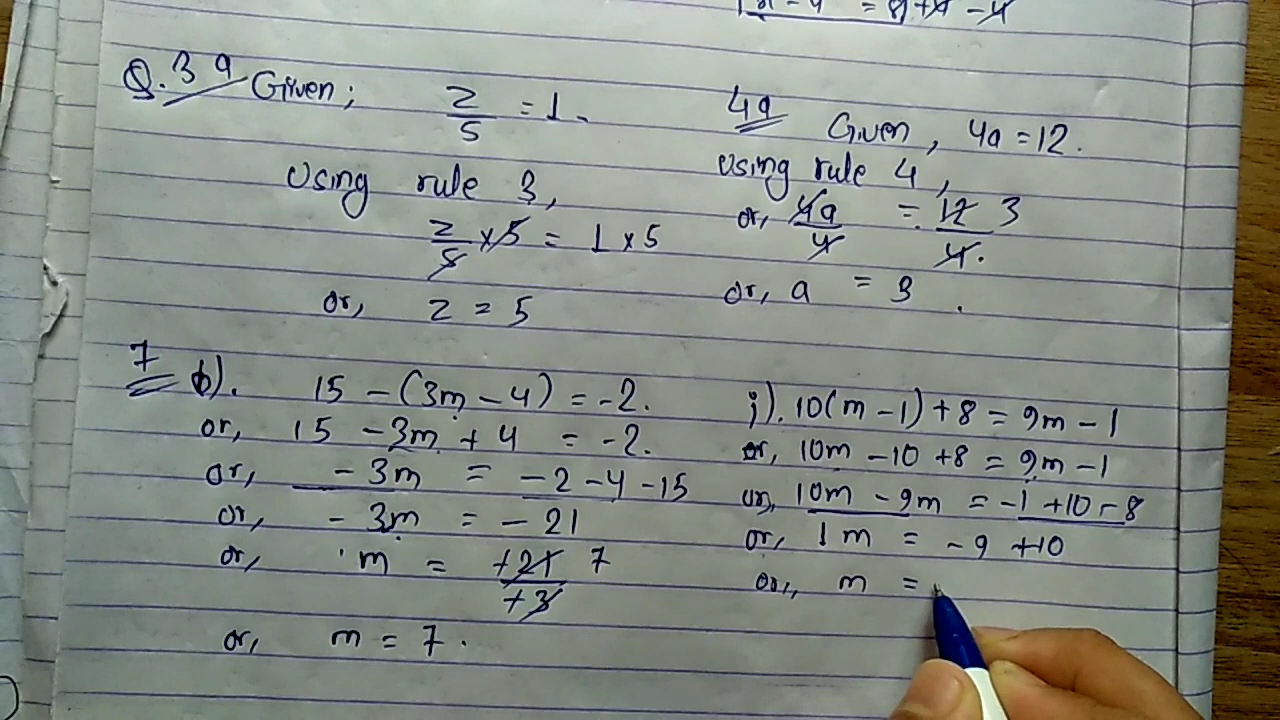 = 8+4 - 4
Q.3 a Given; z/5 = 1.
Using rule 3,
z/5 × 5 = 1 × 5
or, z = 5
4a Given, 4a = 12.
Using rule 4,
or, 4a/4 = 12/4 3
or, a = 3.
7 b). 15 - (3m - 4) = -2.
or, 15 - 3m + 4 = -2.
or, - 3m = -2 - 4 - 15
or, - 3m = - 21
or, m = +21/+3 7
or, m = 7.
j). 10(m - 1) + 8 = 9m - 1
or, 10m - 10 + 8 = 9m - 1
or, 10m - 9m = -1 + 10 - 8
or, 1m = -9 + 10
or, m =